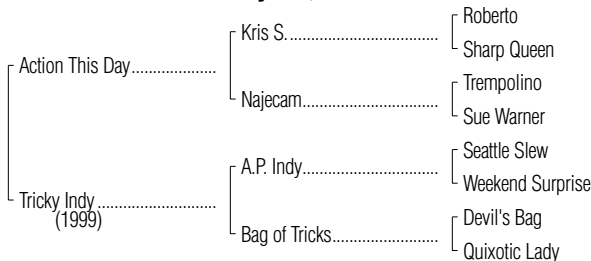 Roberto
Kris S.
Sharp Queen
Action This Day
Trempolino
Najecam
Sue Warner
Seattle Slew
A.P. Indy
Weekend Surprise
Tricky Indy
(1999)
Devil's Bag
Bag of Tricks
Quixotic Lady